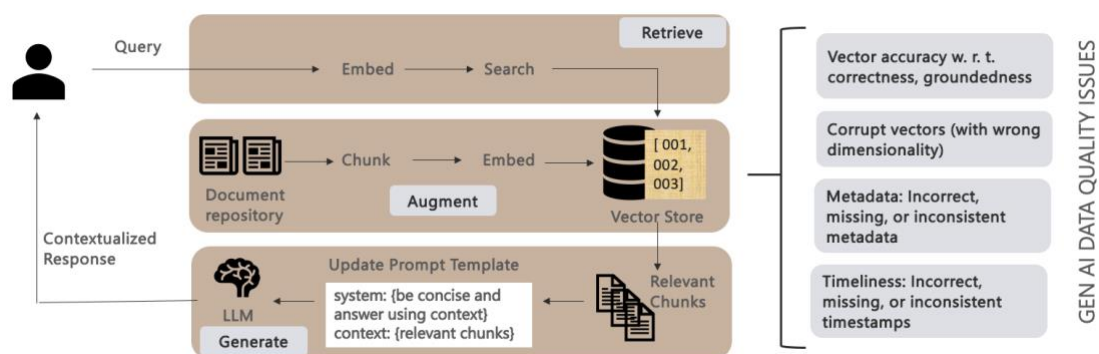 Query
Retrieve
Embed
Search
Document
repository
Chunk
Embed
Augment
[ 001,
002,
003]
Vector Store
Contextualized
Response
LLM
Generate
Update Prompt Template
system: {be concise and
answer using context}
context: {relevant chunks}
Relevant
Chunks
Vector accuracy w. r. t.
correctness, groundedness
Corrupt vectors (with wrong
dimensionality)
Metadata: Incorrect,
missing, or inconsistent
metadata
Timeliness: Incorrect,
missing, or inconsistent
timestamps
GEN AI DATA QUALITY ISSUES